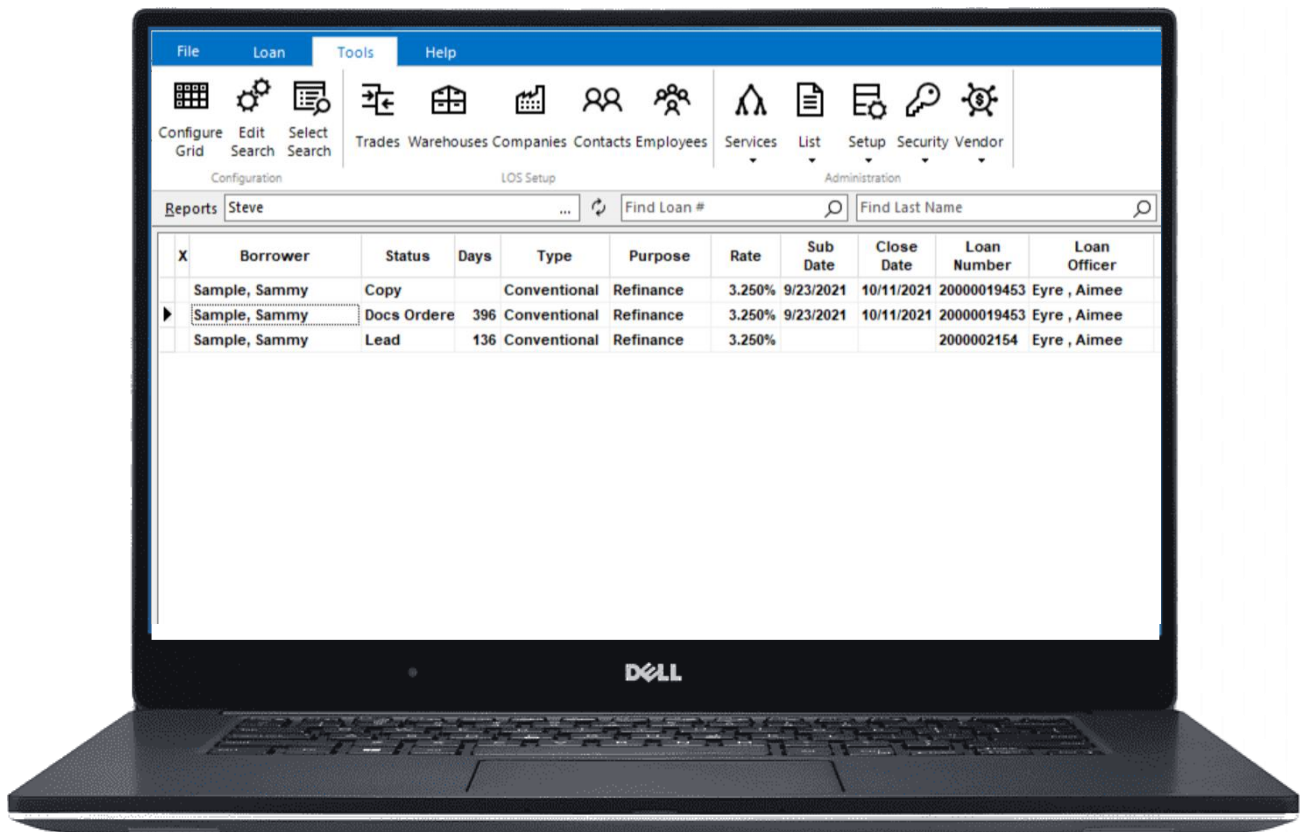 File Loan Tools Help
Configure Grid Edit Search Select Search Trades Warehouses Companies Contacts Employees Services List Setup Security Vendor
Configuration LOS Setup Administration
Reports Steve ... Find Loan # Find Last Name
X Borrower Status Days Type Purpose Rate Sub Date Close Date Loan Number Loan Officer
Sample, Sammy Copy Conventional Refinance 3.250% 9/23/2021 10/11/2021 20000019453 Eyre , Aimee
Sample, Sammy Docs Ordere 396 Conventional Refinance 3.250% 9/23/2021 10/11/2021 20000019453 Eyre , Aimee
Sample, Sammy Lead 136 Conventional Refinance 3.250% 2000002154 Eyre , Aimee
DELL